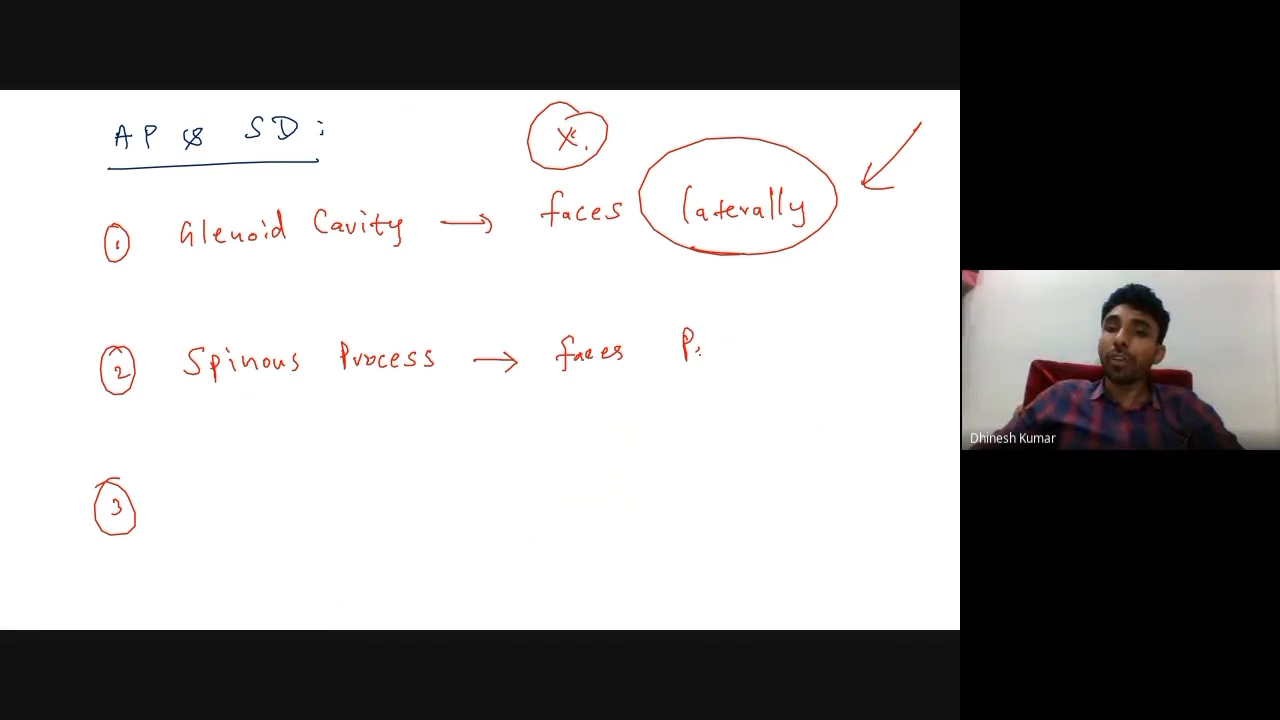 AP & SD:
X.
① Glenoid Cavity → faces laterally
② Spinous Process → faces P.
③
Dhinesh Kumar